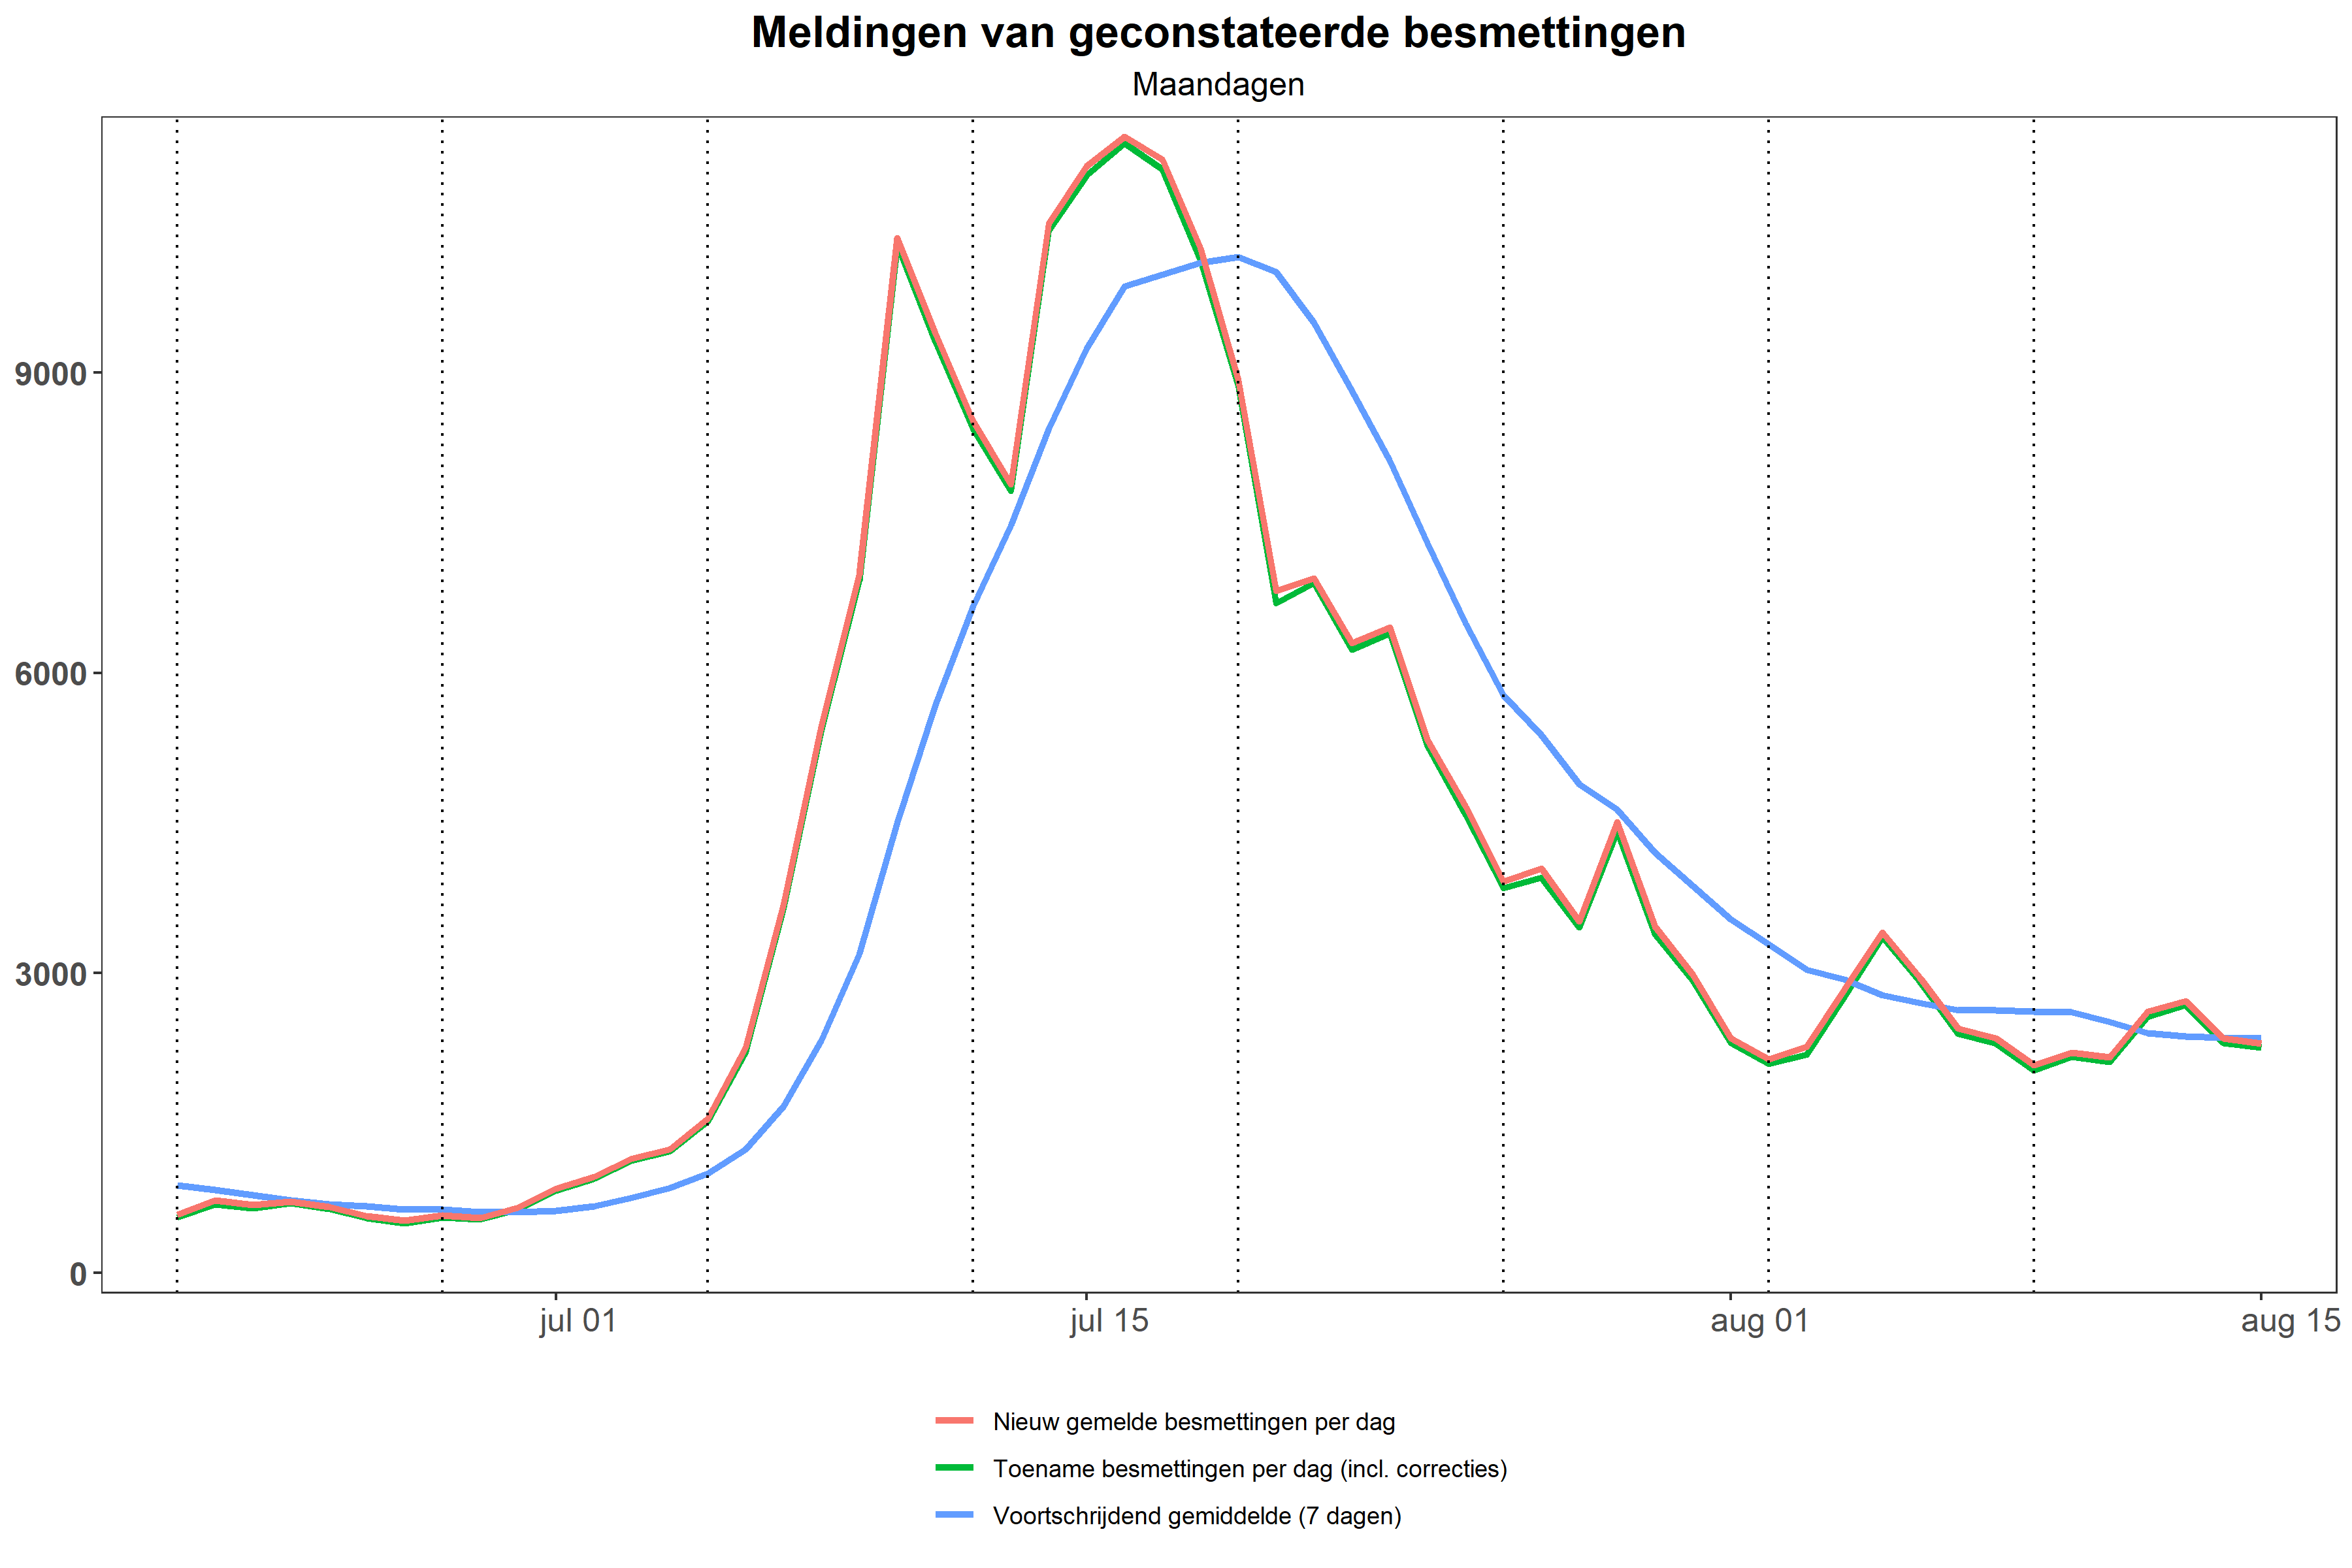 Meldingen van geconstateerde besmettingen
Maandagen
9000
6000
3000
0
jul 01 jul 15 aug 01 aug 15
Nieuw gemelde besmettingen per dag
Toename besmettingen per dag (incl. correcties)
Voortschrijdend gemiddelde (7 dagen)